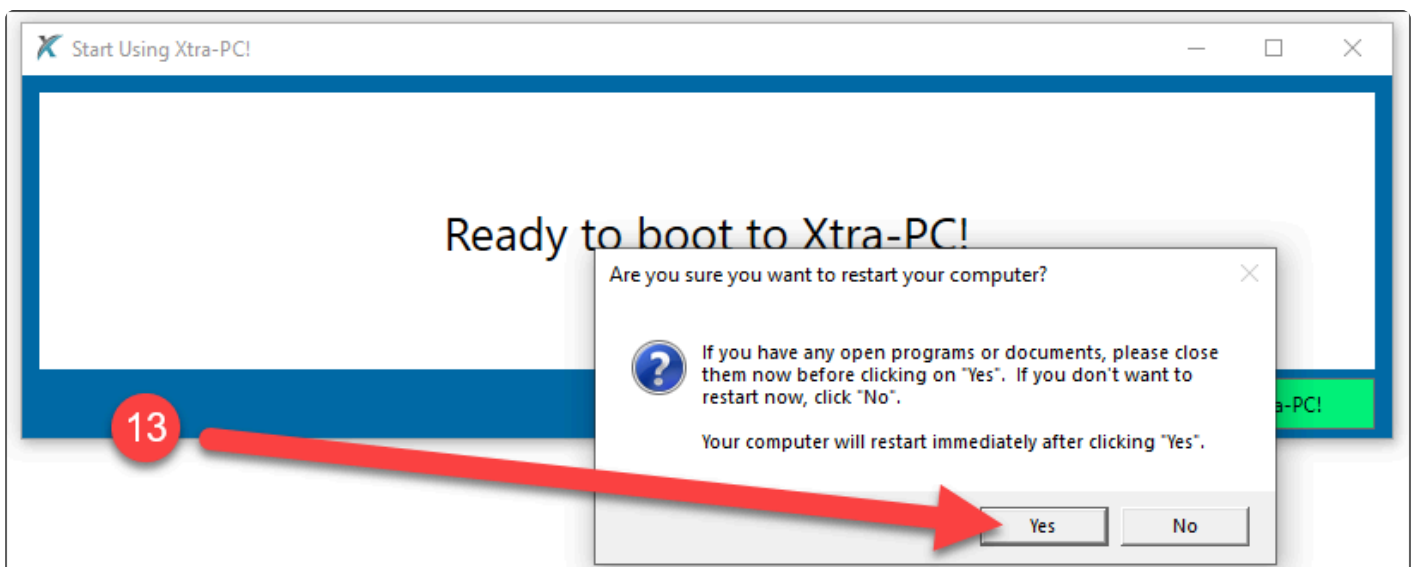 Start Using Xtra-PC!
Ready to boot to Xtra-PC!
Are you sure you want to restart your computer?
If you have any open programs or documents, please close
them now before clicking on "Yes".  If you don't want to
restart now, click "No".
a-PC!
Your computer will restart immediately after clicking "Yes".
13
Yes
No